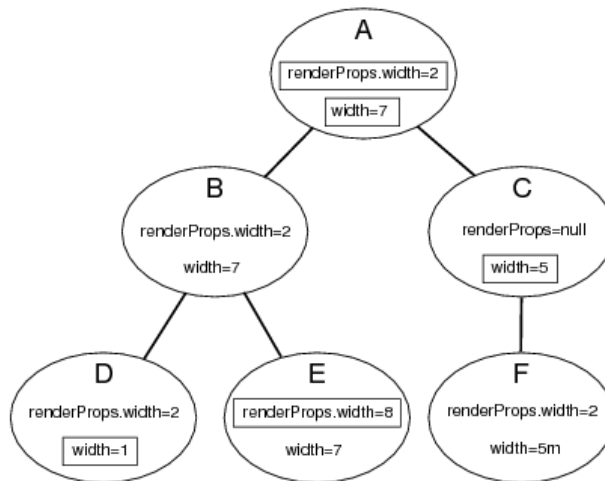 A
renderProps.width=2
width=7
B
renderProps.width=2
width=7
C
renderProps=null
width=5
D
renderProps.width=2
width=1
E
renderProps.width=8
width=7
F
renderProps.width=2
width=5m